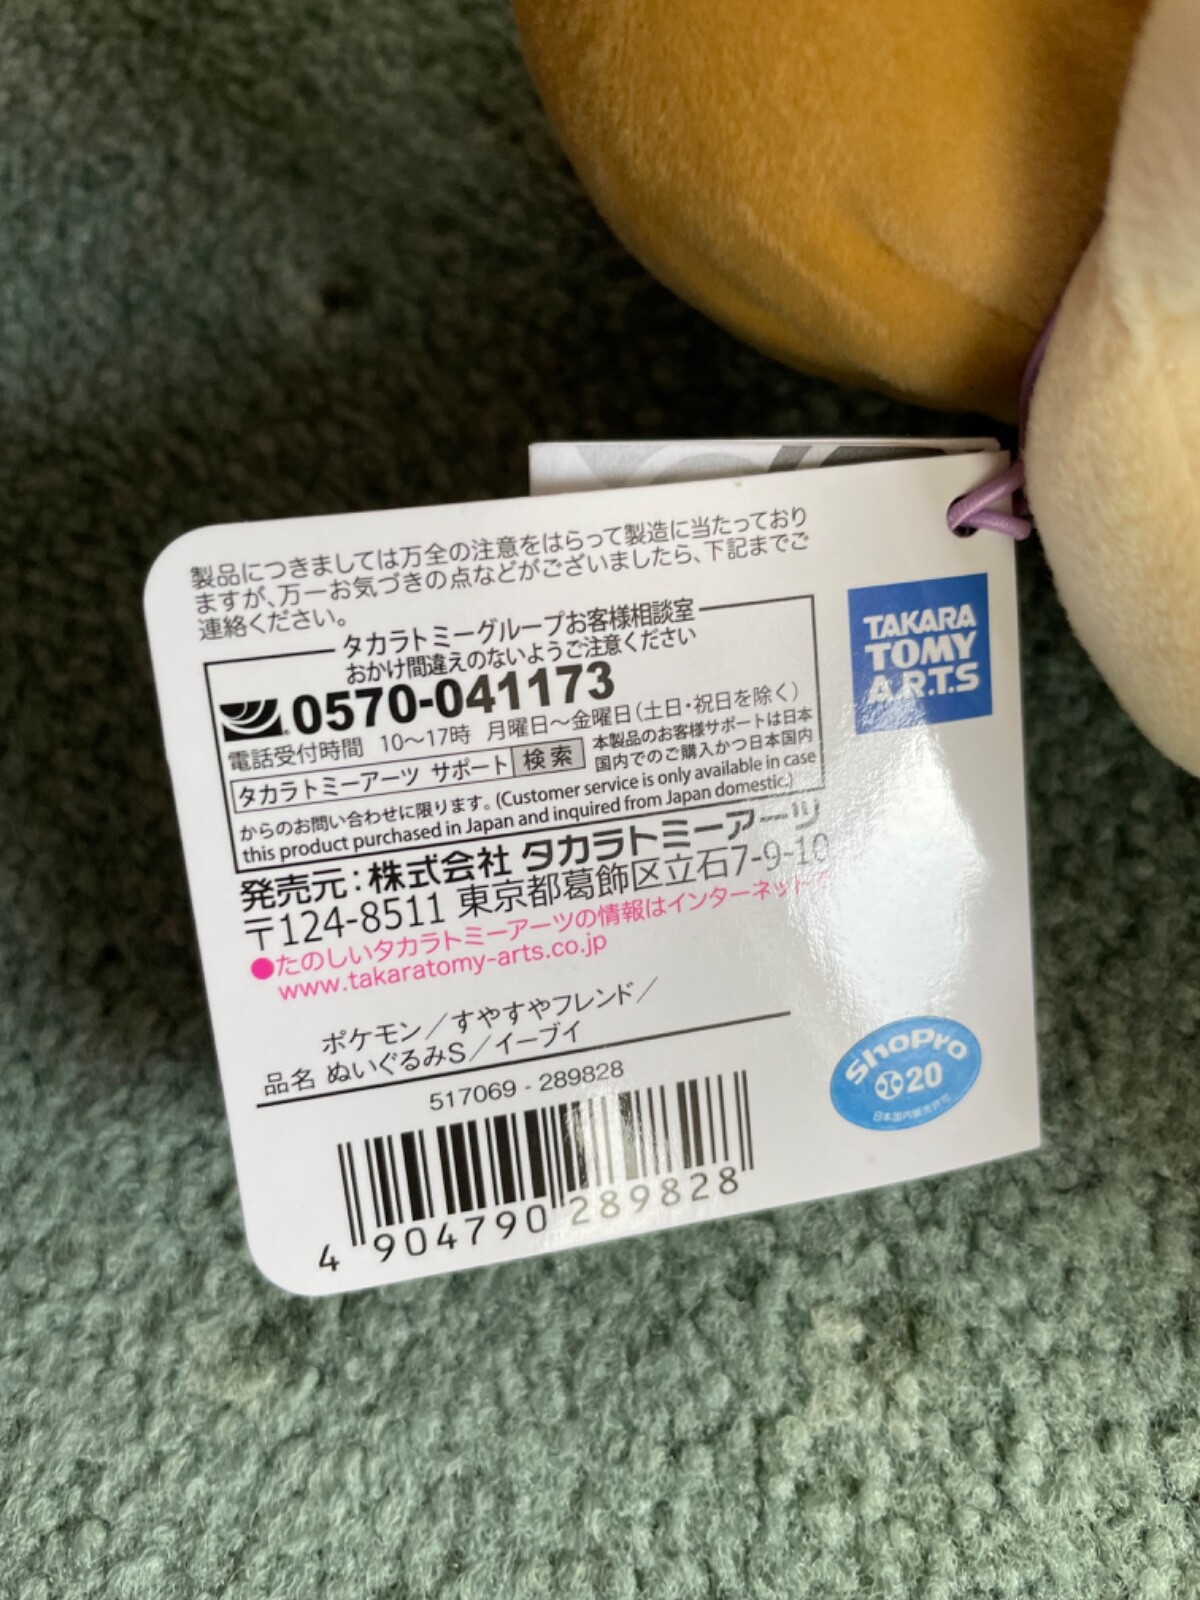 製品につきましては万全の注意をはらって製造に当たっており
ますが、万一お気づきの点などがございましたら、下記までご
連絡ください。
タカラトミーグループお客様相談室
おかけ間違えのないようご注意ください
0570-041173
電話受付時間 10〜17時 月曜日〜金曜日(土日・祝日を除く)
タカラトミーアーツ サポート 検索
本製品のお客様サポートは日本
国内でのご購入かつ日本国内
からのお問い合わせに限ります。(Customer service is only available in case
this product purchased in Japan and inquired from Japan domestic.)
発売元:株式会社 タカラトミーアーツ
〒124-8511 東京都葛飾区立石7-9-10
●たのしいタカラトミーアーツの情報はインターネットで
www.takaratomy-arts.co.jp
ポケモン/すやすやフレンド/
品名 ぬいぐるみS/イーブイ
517069-289828
4 904790 289828
TAKARA
TOMY
A.R.T.S
ShoPro
20
日本国内販売許可